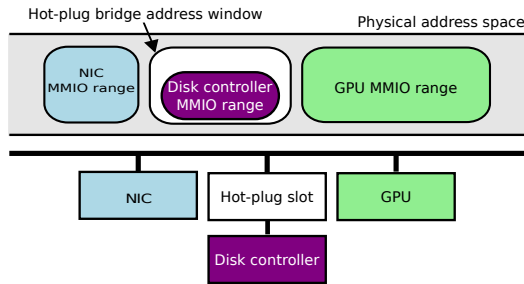 Hot-plug bridge address window
Physical address space
NIC
MMIO range
Disk controller
MMIO range
GPU MMIO range
NIC
Hot-plug slot
GPU
Disk controller